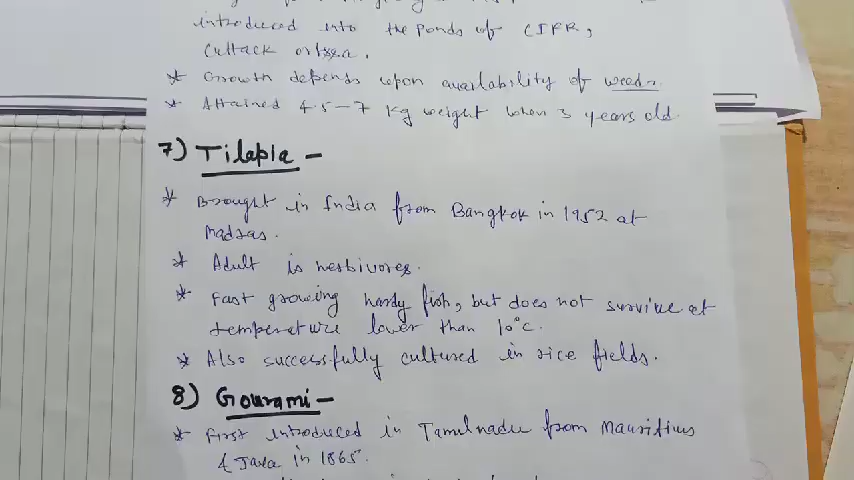 introduced into the ponds of CIFR,
Cuttack orissa.
* Growth depends upon availability of weeds.
* Attained 4.5-7 Kg weight when 3 years old.
7) Tilapia -
* Brought in India from Bangkok in 1952 at
Madras.
* Adult is herbivores.
* Fast growing hardy fish, but does not survive at
temperature lower than 10°c.
* Also successfully cultured in rice fields.
8) Gourami -
* First introduced in Tamilnadu from Mauritius
& Java in 1865.